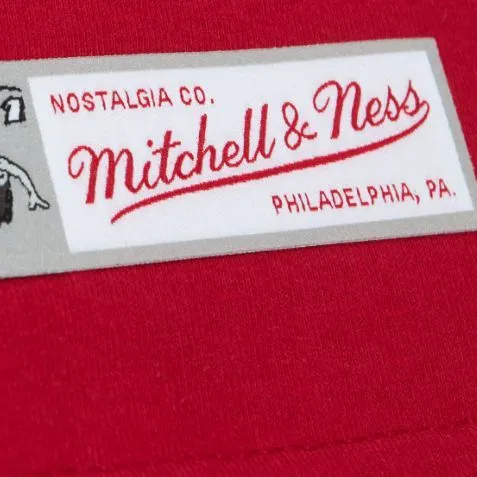 NOSTALGIA CO.
Mitchell & Ness
PHILADELPHIA, PA.